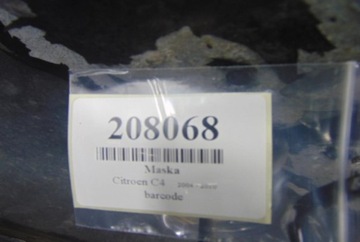 208068
Maska
Citroen C4
barcode